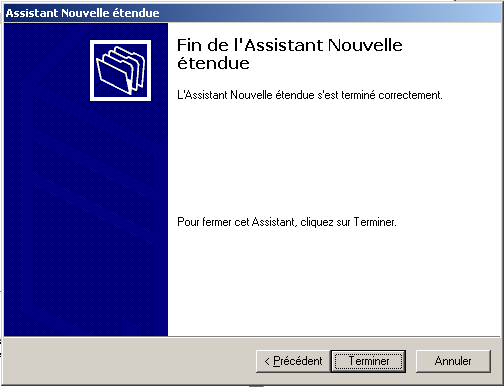 Assistant Nouvelle étendue
Fin de l'Assistant Nouvelle
étendue
L'Assistant Nouvelle étendue s'est terminé correctement.
Pour fermer cet Assistant, cliquez sur Terminer.
< Précédent
Terminer
Annuler